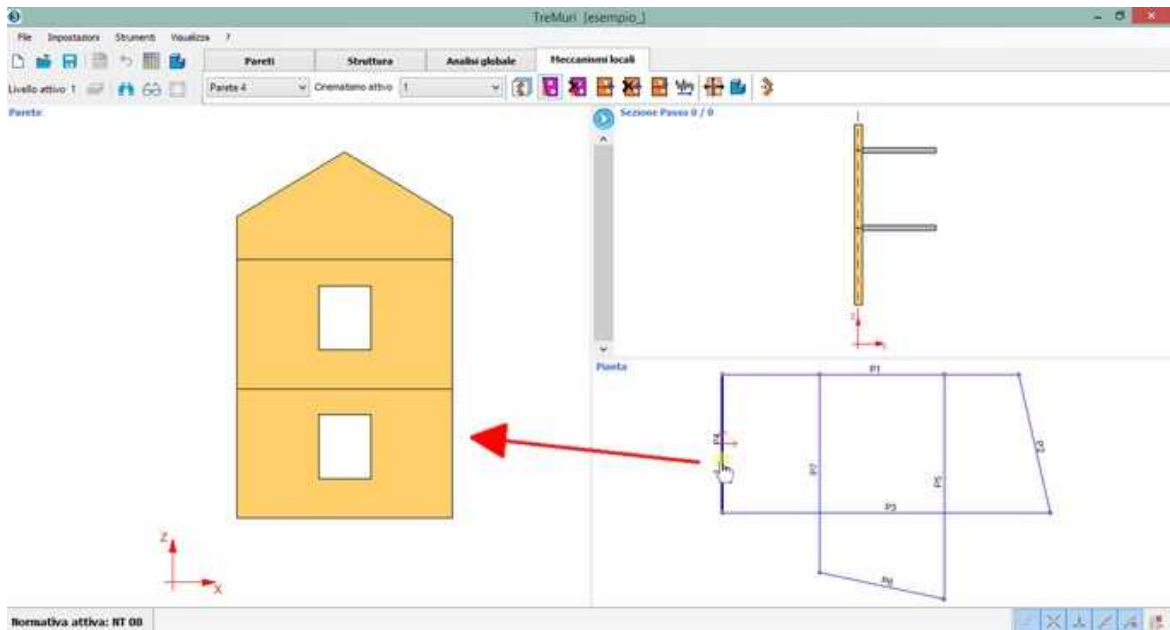 TreMuri [esempio_]
File Impostazioni Strumenti Visualizza ?
Pareti Struttura Analisi globale Meccanismi locali
Livello attivo 1 Parete 4 Cinematismo attivo 1
Parete
Sezione Passo 0 / 0
Z
X
Pianta
P1
P4
P7
P5
P3
P6
Normativa attiva: NT 08